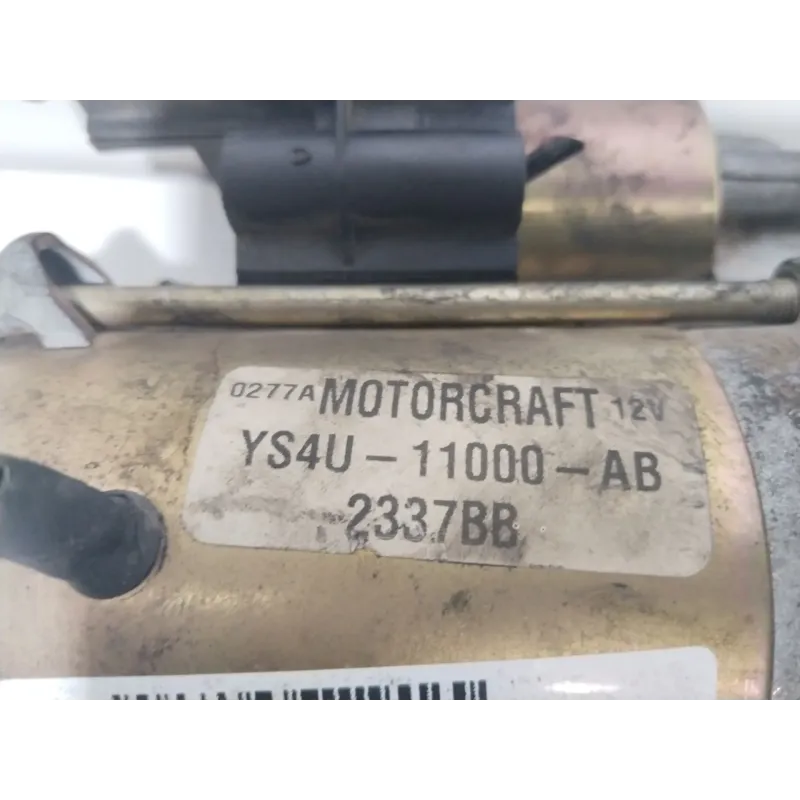 0277A MOTORCRAFT 12V
YS4U-11000-AB
2337BB